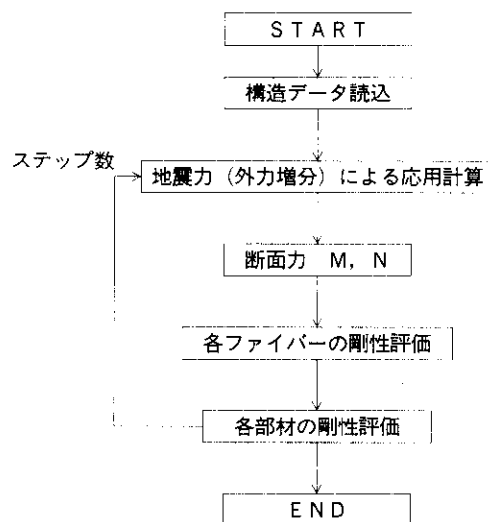 START
構造データ読込
ステップ数
地震力(外力増分)による応用計算
断面力 M, N
各ファイバーの剛性評価
各部材の剛性評価
END